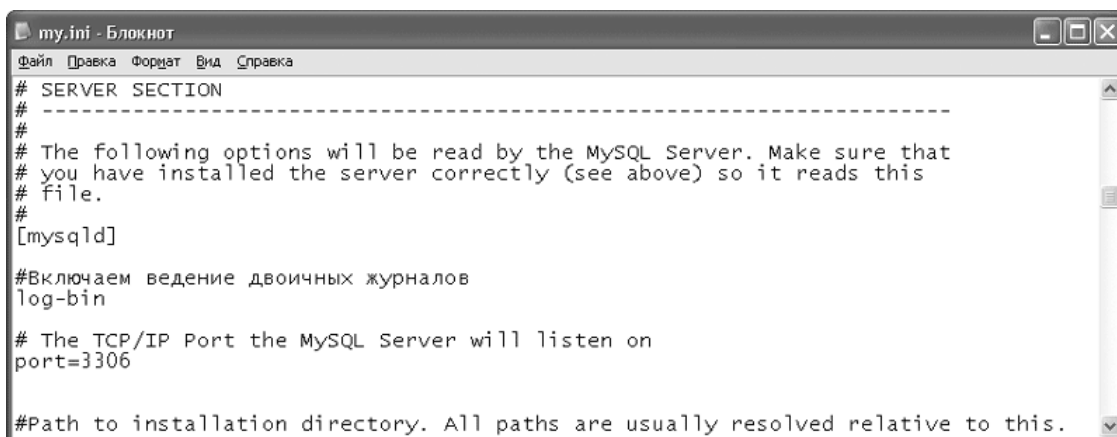 my.ini - Блокнот
Файл Правка Формат Вид Справка
# SERVER SECTION
# ----------------------------------------------------------------------
#
# The following options will be read by the MySQL Server. Make sure that
# you have installed the server correctly (see above) so it reads this
# file.
#
[mysqld]
#Включаем ведение двоичных журналов
log-bin
# The TCP/IP Port the MySQL Server will listen on
port=3306
#Path to installation directory. All paths are usually resolved relative to this.